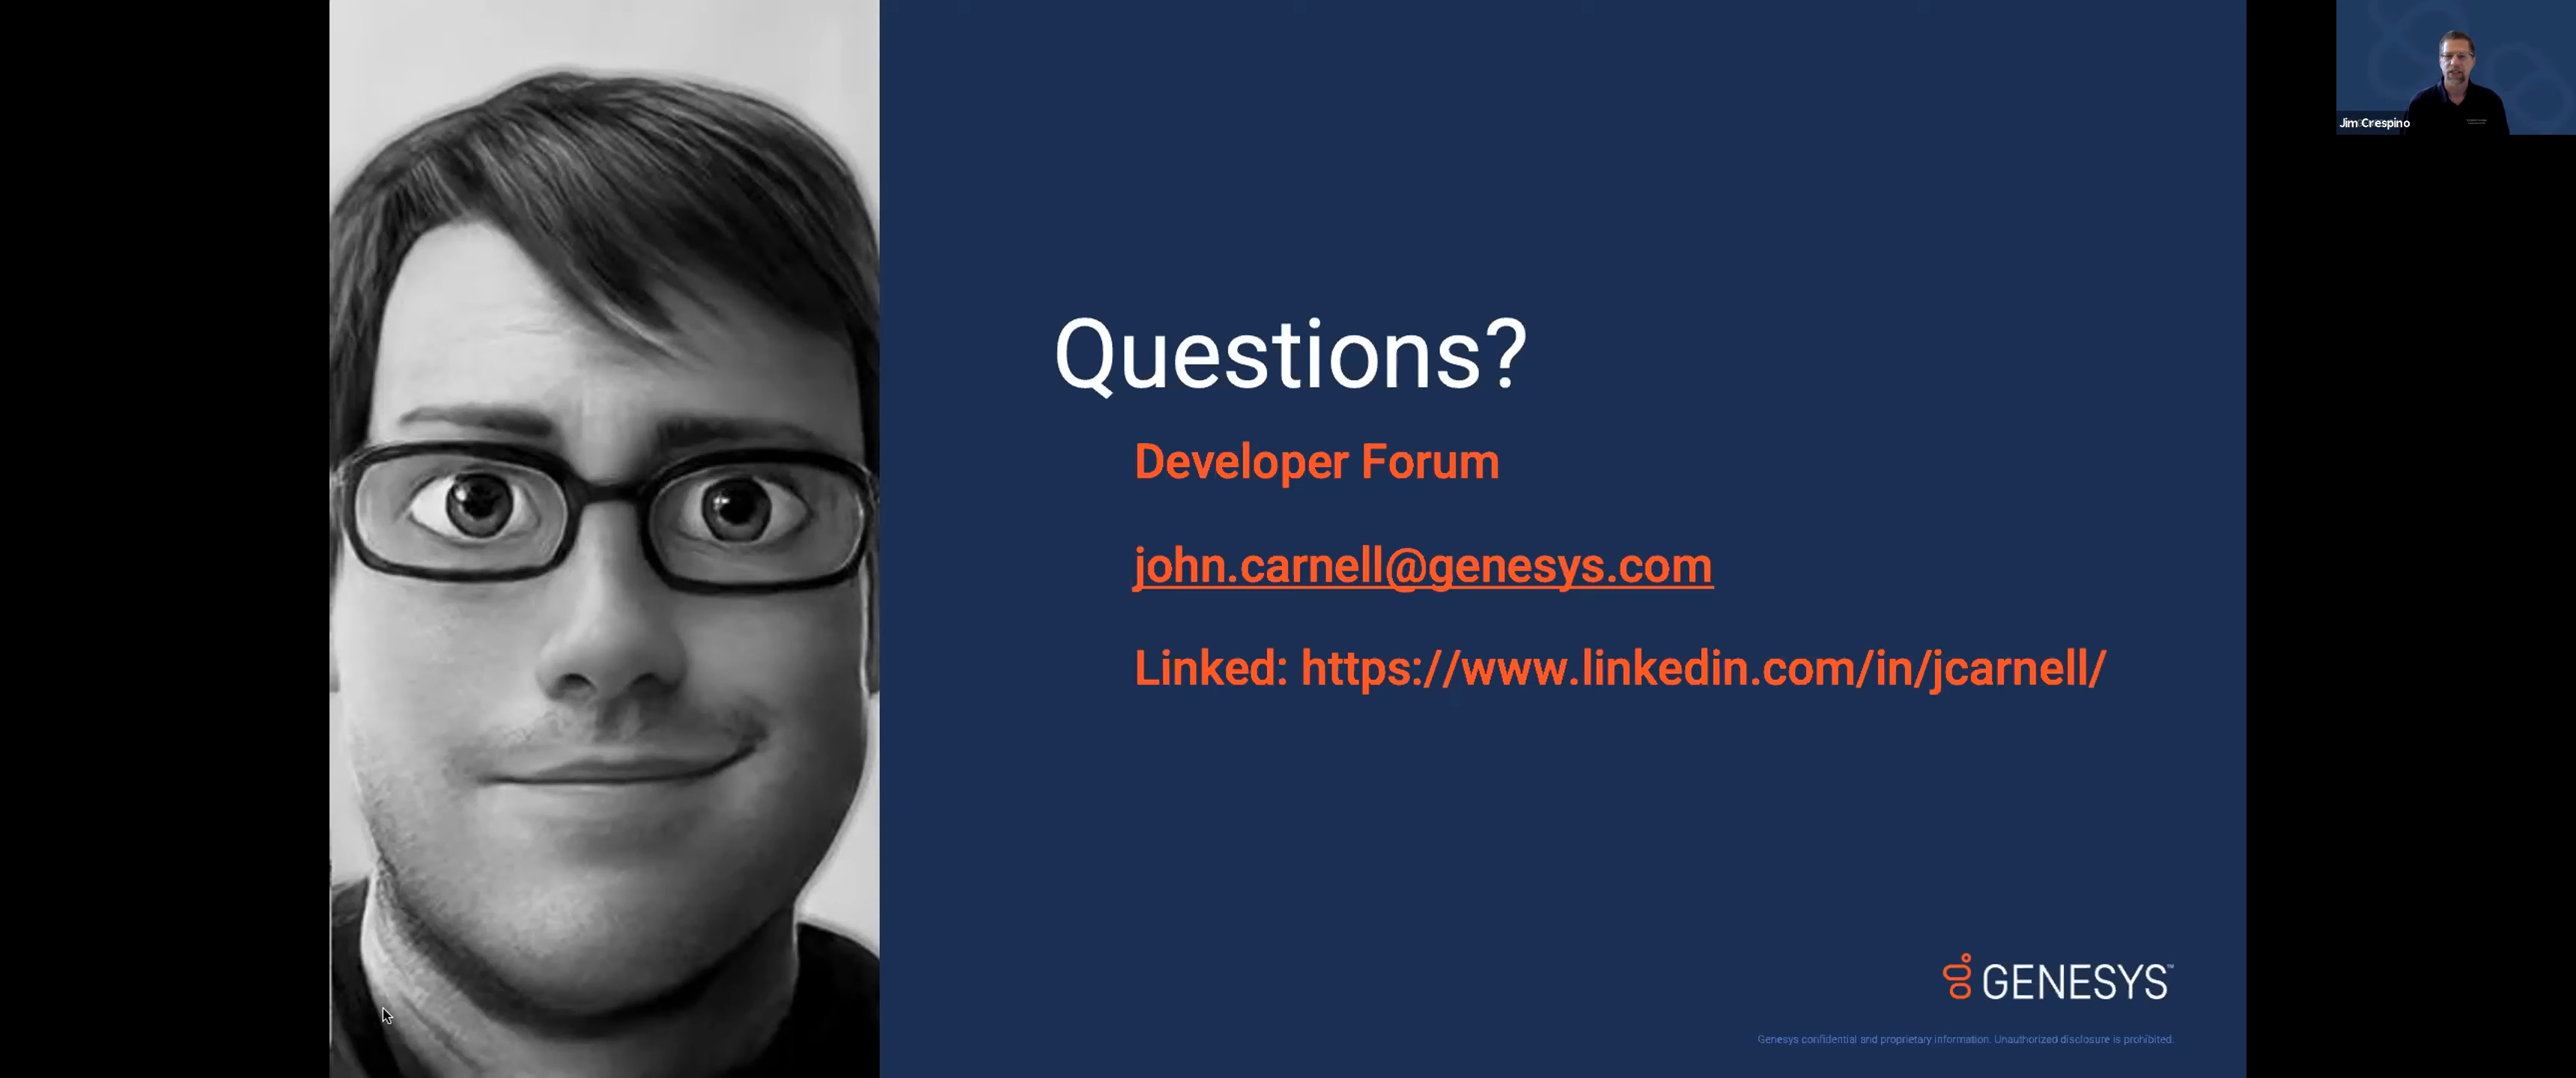 Questions?
Developer Forum
john.carnell@genesys.com
Linked: https://www.linkedin.com/in/jcarnell/
GENESYS™
Genesys confidential and proprietary information. Unauthorized disclosure is prohibited.
Jim Crespino